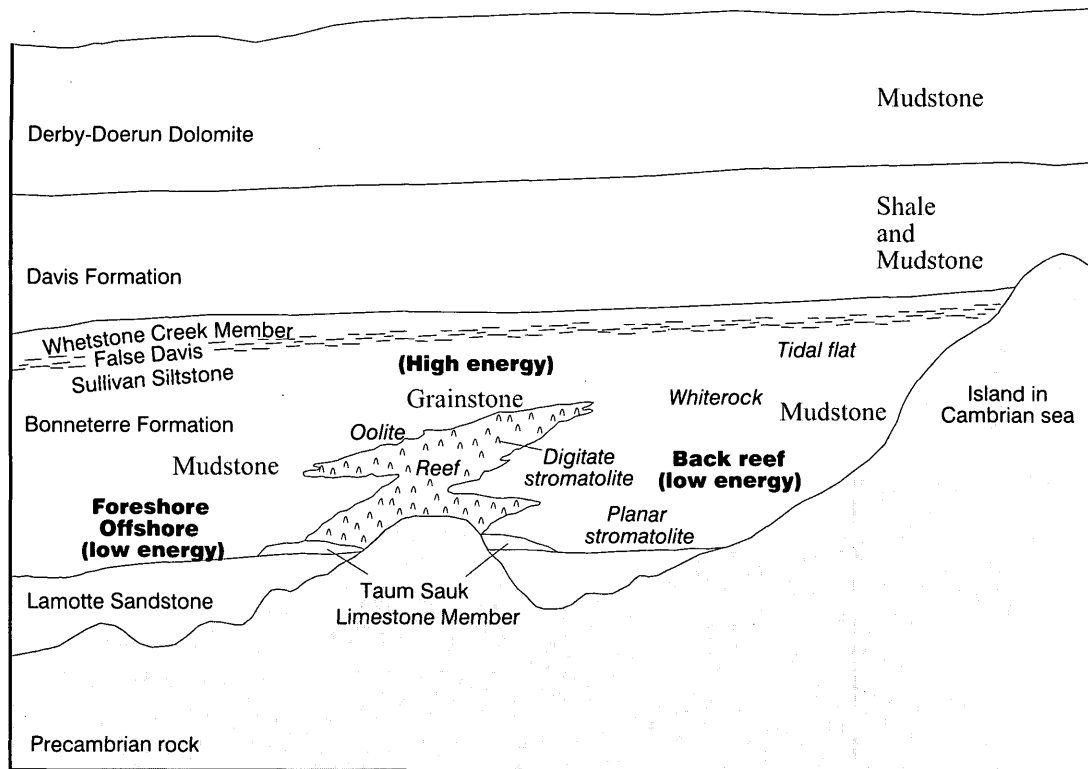 Mudstone
Derby-Doerun Dolomite
Shale
and
Mudstone
Davis Formation
Whetstone Creek Member
False Davis
Sullivan Siltstone
Tidal flat
(High energy)
Grainstone
Whiterock
Mudstone
Island in
Cambrian sea
Bonneterre Formation
Oolite
Mudstone
Reef
Digitate
stromatolite
Back reef
(low energy)
Foreshore
Offshore
(low energy)
Planar
stromatolite
Taum Sauk
Limestone Member
Lamotte Sandstone
Precambrian rock